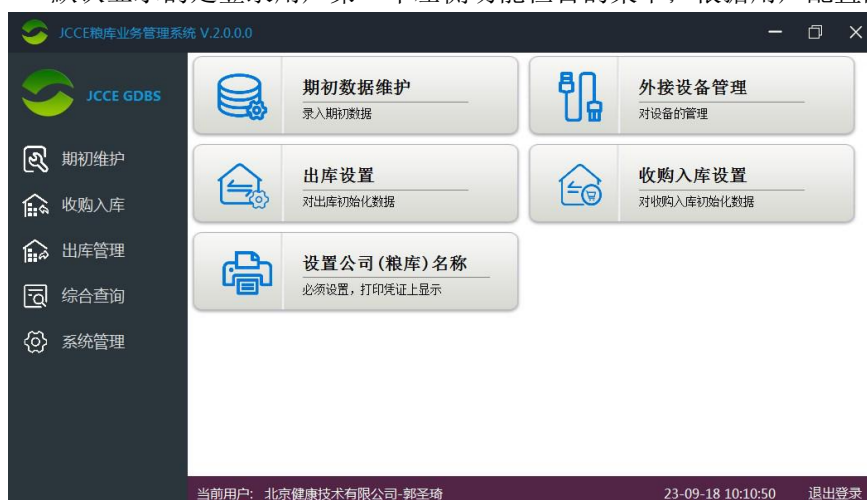 JCCE粮库业务管理系统 V.2.0.0.0
JCCE GDBS
期初维护
收购入库
出库管理
综合查询
系统管理
期初数据维护
录入期初数据
外接设备管理
对设备的管理
出库设置
对出库初始化数据
收购入库设置
对收购入库初始化数据
设置公司(粮库)名称
必须设置，打印凭证上显示
当前用户: 北京健康技术有限公司-郭圣琦
23-09-18 10:10:50
退出登录